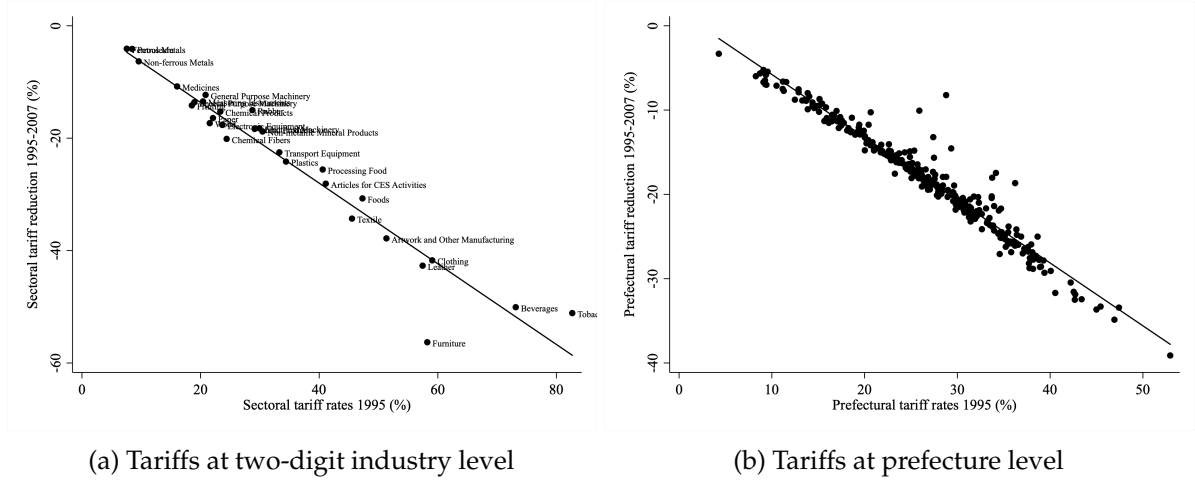 Sectoral tariff reduction 1995-2007 (%)
0
-20
-40
-60
Non-ferrous Metals
Medicines
General Purpose Machinery
Rubber
Chemical Products
Non-metallic Mineral Products
Chemical Fibers
Transport Equipment
Plastics
Processing Food
Articles for CES Activities
Foods
Textile
Artwork and Other Manufacturing
Clothing
Leather
Beverages
Tobac
Furniture
0 20 40 60 80
Sectoral tariff rates 1995 (%)
(a) Tariffs at two-digit industry level
Prefectural tariff reduction 1995-2007 (%)
0
-10
-20
-30
-40
0 10 20 30 40 50
Prefectural tariff rates 1995 (%)
(b) Tariffs at prefecture level